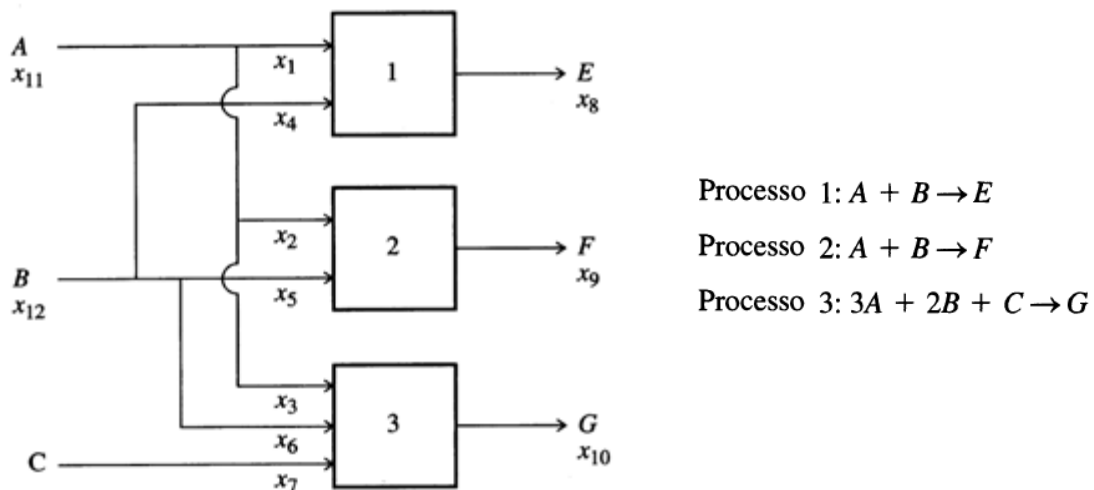 A
x₁₁
x₁
1
E
x₈
x₄
Processo 1: A + B → E
x₂
2
F
x₉
Processo 2: A + B → F
B
x₁₂
x₅
Processo 3: 3A + 2B + C → G
x₃
3
G
x₁₀
x₆
C
x₇